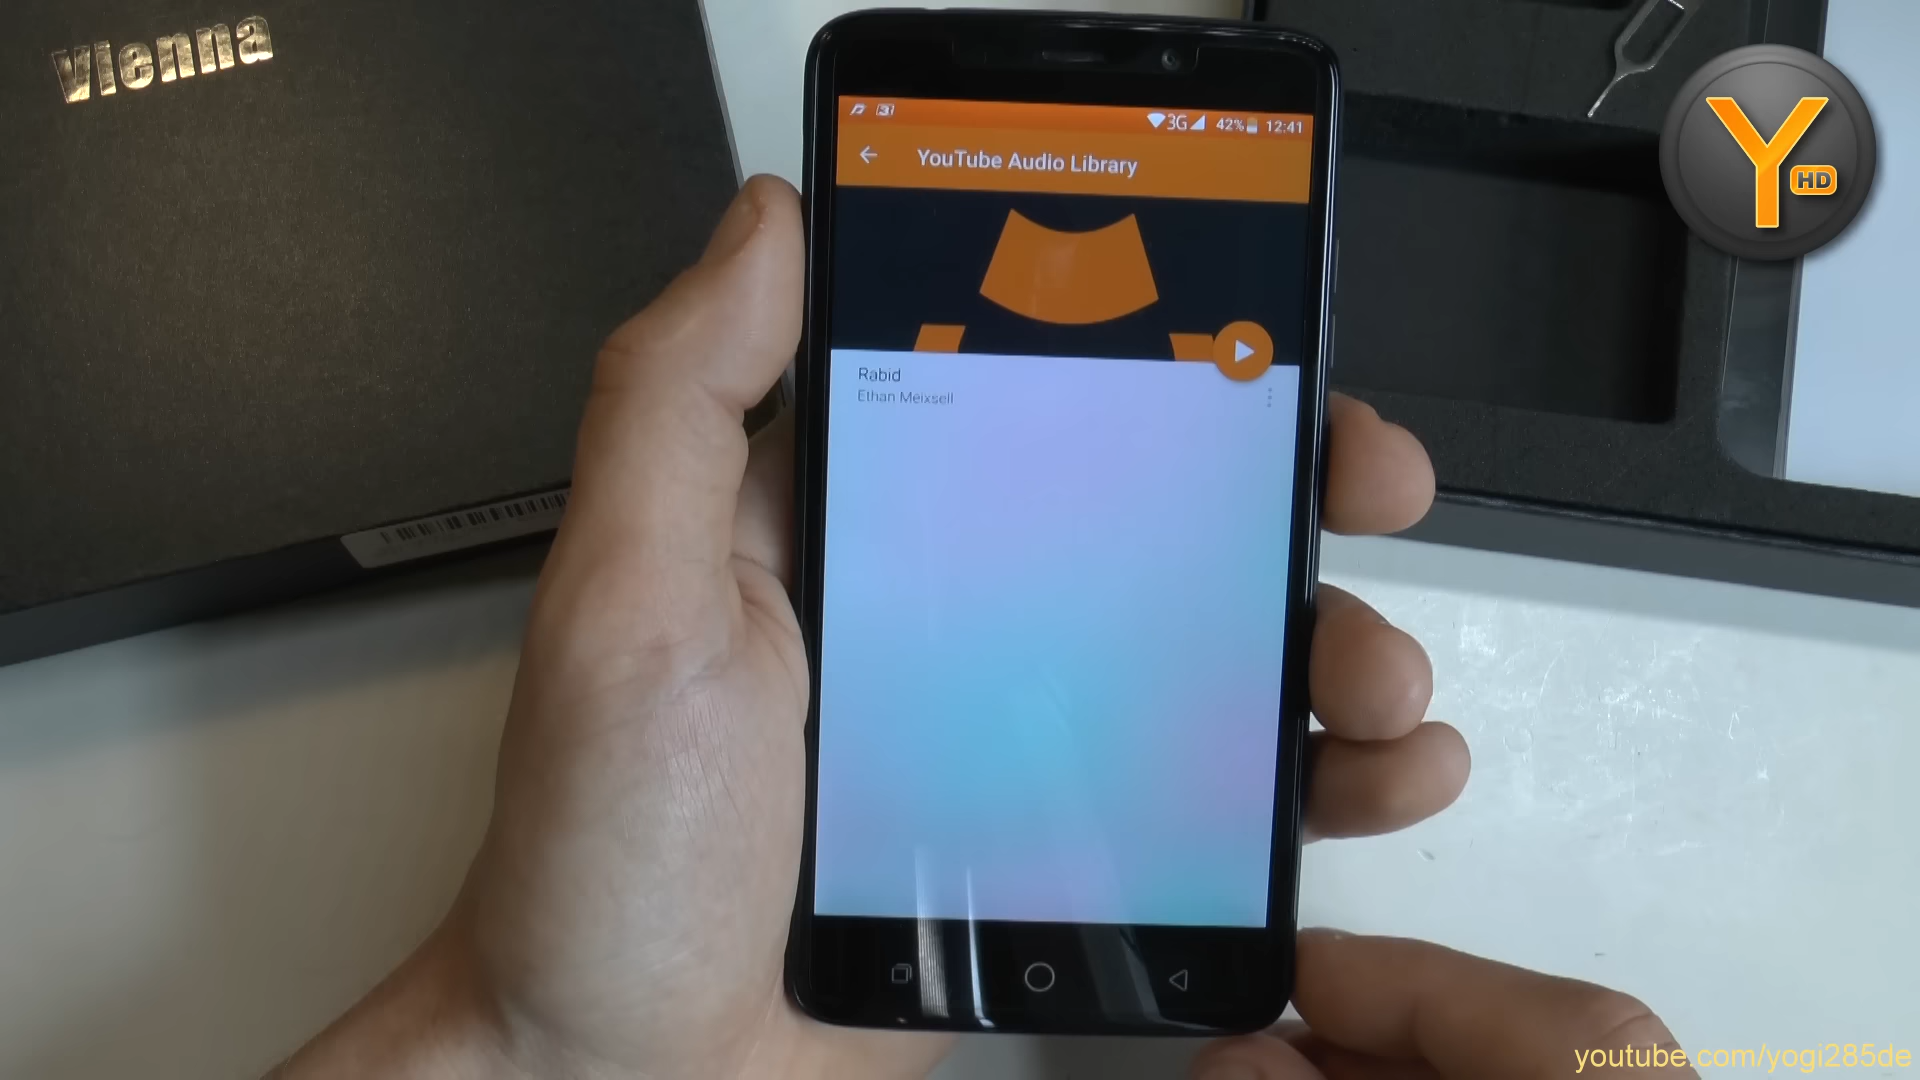 Vienna
3G 42% 12:41
YouTube Audio Library
Rabid
Ethan Meixsell
Y HD
youtube.com/yogi285de